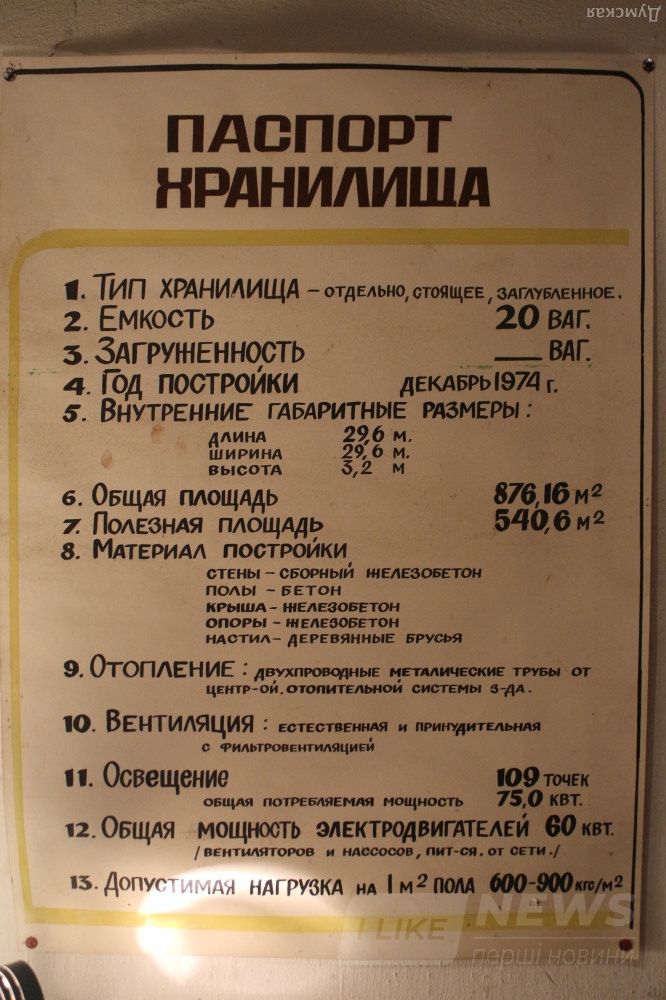 Думская
ПАСПОРТ
ХРАНИЛИЩА
1. ТИП ХРАНИЛИЩА – ОТДЕЛЬНО, СТОЯЩЕЕ, ЗАГЛУБЛЕННОЕ.
2. ЕМКОСТЬ 20 ВАГ.
3. ЗАГРУЖЕННОСТЬ ___ ВАГ.
4. ГОД ПОСТРОЙКИ ДЕКАБРЬ 1974 г.
5. ВНУТРЕННИЕ ГАБАРИТНЫЕ РАЗМЕРЫ:
ДЛИНА 29,6 М.
ШИРИНА 29,6 М.
ВЫСОТА 3,2 М
6. ОБЩАЯ ПЛОЩАДЬ 876,16 М²
7. ПОЛЕЗНАЯ ПЛОЩАДЬ 540,6 М²
8. МАТЕРИАЛ ПОСТРОЙКИ
СТЕНЫ – СБОРНЫЙ ЖЕЛЕЗОБЕТОН
ПОЛЫ – БЕТОН
КРЫША – ЖЕЛЕЗОБЕТОН
ОПОРЫ – ЖЕЛЕЗОБЕТОН
НАСТИЛ – ДЕРЕВЯННЫЕ БРУСЬЯ
9. ОТОПЛЕНИЕ: ДВУХПРОВОДНЫЕ МЕТАЛИЧЕСКИЕ ТРУБЫ ОТ
ЦЕНТР-ОЙ. ОТОПИТЕЛЬНОЙ СИСТЕМЫ З-ДА.
10. ВЕНТИЛЯЦИЯ: ЕСТЕСТВЕННАЯ И ПРИНУДИТЕЛЬНАЯ
С ФИЛЬТРОВЕНТИЛЯЦИЕЙ
11. ОСВЕЩЕНИЕ 109 ТОЧЕК
ОБЩАЯ ПОТРЕБЛЯЕМАЯ МОЩНОСТЬ 75,0 КВТ.
12. ОБЩАЯ МОЩНОСТЬ ЭЛЕКТРОДВИГАТЕЛЕЙ 60 КВТ.
/ВЕНТИЛЯТОРОВ И НАССОСОВ, ПИТ-СЯ. ОТ СЕТИ./
13. ДОПУСТИМАЯ НАГРУЗКА НА 1 М² ПОЛА 600-900 КГС/М²
I LIKE NEWS
перші новини